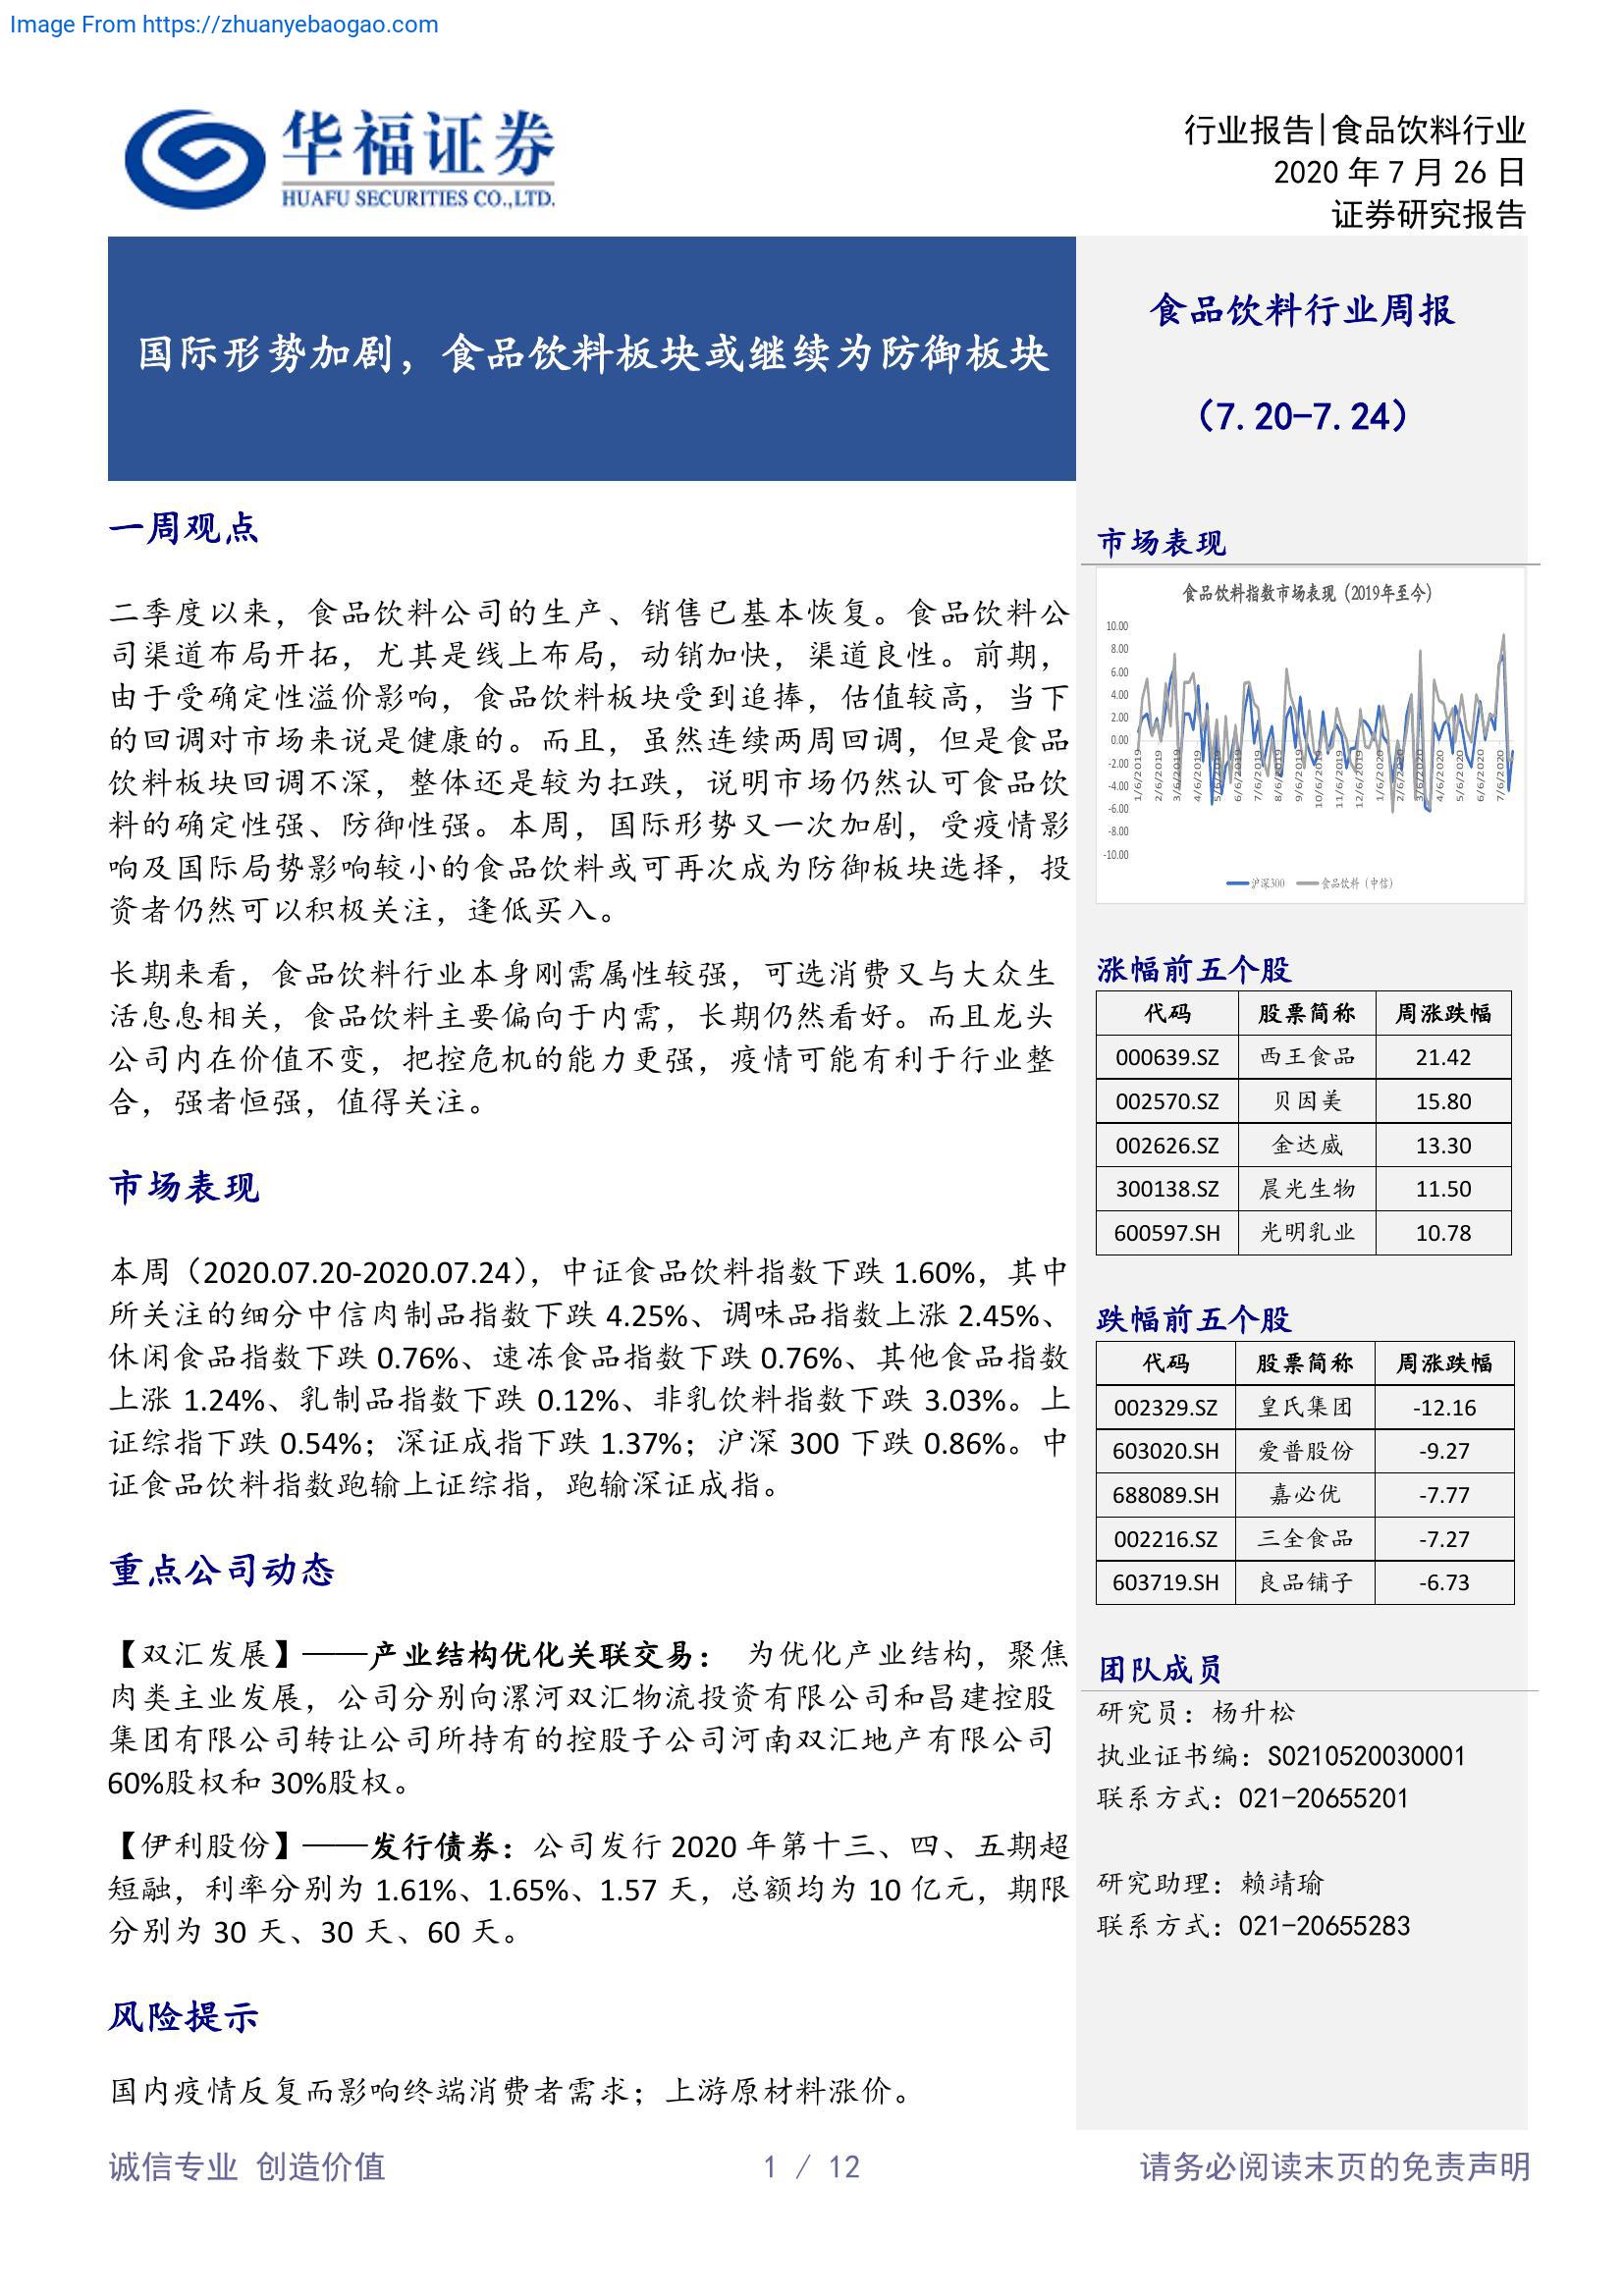 Image From https://zhuanyebaogao.com
华福证券
HUAFU SECURITIES CO.,LTD.
行业报告|食品饮料行业
2020 年 7 月 26 日
证券研究报告
国际形势加剧，食品饮料板块或继续为防御板块
食品饮料行业周报
（7.20-7.24）
一周观点
二季度以来，食品饮料公司的生产、销售已基本恢复。食品饮料公
司渠道布局开拓，尤其是线上布局，动销加快，渠道良性。前期，
由于受确定性溢价影响，食品饮料板块受到追捧，估值较高，当下
的回调对市场来说是健康的。而且，虽然连续两周回调，但是食品
饮料板块回调不深，整体还是较为扛跌，说明市场仍然认可食品饮
料的确定性强、防御性强。本周，国际形势又一次加剧，受疫情影
响及国际局势影响较小的食品饮料或可再次成为防御板块选择，投
资者仍然可以积极关注，逢低买入。
长期来看，食品饮料行业本身刚需属性较强，可选消费又与大众生
活息息相关，食品饮料主要偏向于内需，长期仍然看好。而且龙头
公司内在价值不变，把控危机的能力更强，疫情可能有利于行业整
合，强者恒强，值得关注。
市场表现
本周（2020.07.20-2020.07.24），中证食品饮料指数下跌 1.60%，其中
所关注的细分中信肉制品指数下跌 4.25%、调味品指数上涨 2.45%、
休闲食品指数下跌 0.76%、速冻食品指数下跌 0.76%、其他食品指数
上涨 1.24%、乳制品指数下跌 0.12%、非乳饮料指数下跌 3.03%。上
证综指下跌 0.54%；深证成指下跌 1.37%；沪深 300 下跌 0.86%。中
证食品饮料指数跑输上证综指，跑输深证成指。
重点公司动态
【双汇发展】——产业结构优化关联交易： 为优化产业结构，聚焦
肉类主业发展，公司分别向漯河双汇物流投资有限公司和昌建控股
集团有限公司转让公司所持有的控股子公司河南双汇地产有限公司
60%股权和 30%股权。
【伊利股份】——发行债券：公司发行 2020 年第十三、四、五期超
短融，利率分别为 1.61%、1.65%、1.57 天，总额均为 10 亿元，期限
分别为 30 天、30 天、60 天。
风险提示
国内疫情反复而影响终端消费者需求；上游原材料涨价。
市场表现
食品饮料指数市场表现（2019年至今）
10.00
8.00
6.00
4.00
2.00
0.00
-2.00
-4.00
-6.00
-8.00
-10.00
1/6/2019
2/6/2019
3/6/2019
4/6/2019
5/6/2019
6/6/2019
7/6/2019
8/6/2019
9/6/2019
10/6/2019
11/6/2019
12/6/2019
1/6/2020
2/6/2020
3/6/2020
4/6/2020
5/6/2020
6/6/2020
7/6/2020
沪深300 食品饮料（中信）
涨幅前五个股
代码 股票简称 周涨跌幅
000639.SZ 西王食品 21.42
002570.SZ 贝因美 15.80
002626.SZ 金达威 13.30
300138.SZ 晨光生物 11.50
600597.SH 光明乳业 10.78
跌幅前五个股
代码 股票简称 周涨跌幅
002329.SZ 皇氏集团 -12.16
603020.SH 爱普股份 -9.27
688089.SH 嘉必优 -7.77
002216.SZ 三全食品 -7.27
603719.SH 良品铺子 -6.73
团队成员
研究员：杨升松
执业证书编：S0210520030001
联系方式：021-20655201
研究助理：赖靖瑜
联系方式：021-20655283
诚信专业 创造价值
1 / 12
请务必阅读末页的免责声明